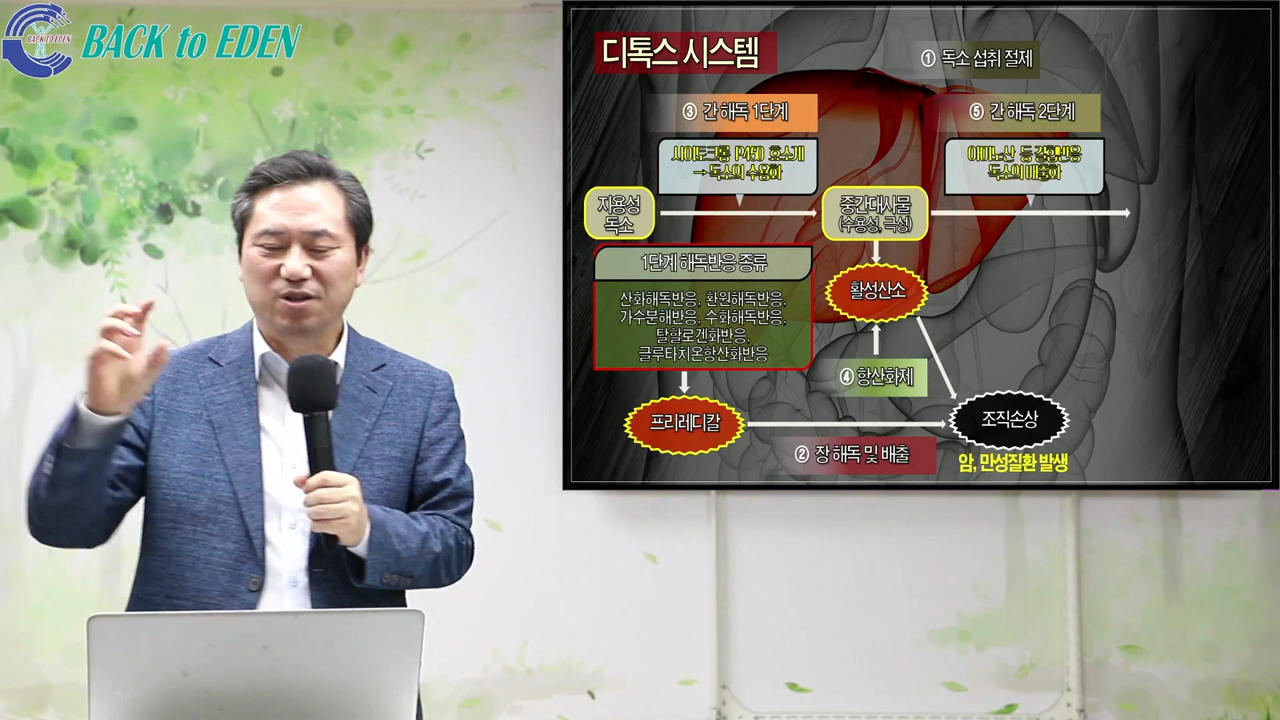 BACK to EDEN
BACK TO EDEN
디톡스 시스템
① 독소 섭취 절제
③ 간 해독 1단계
⑤ 간 해독 2단계
사이토크롬 P450 효소계
→ 독소의 수용화
아미노산 등 결합반응
독소의 배출화
지용성
독소
중간대사물
(수용성, 극성)
1단계 해독반응 종류
산화해독반응, 환원해독반응,
가수분해반응, 수화해독반응,
탈할로겐화반응,
글루타치온항산화반응
활성산소
④ 항산화제
프리레디칼
조직손상
② 장 해독 및 배출
암, 만성질환 발생